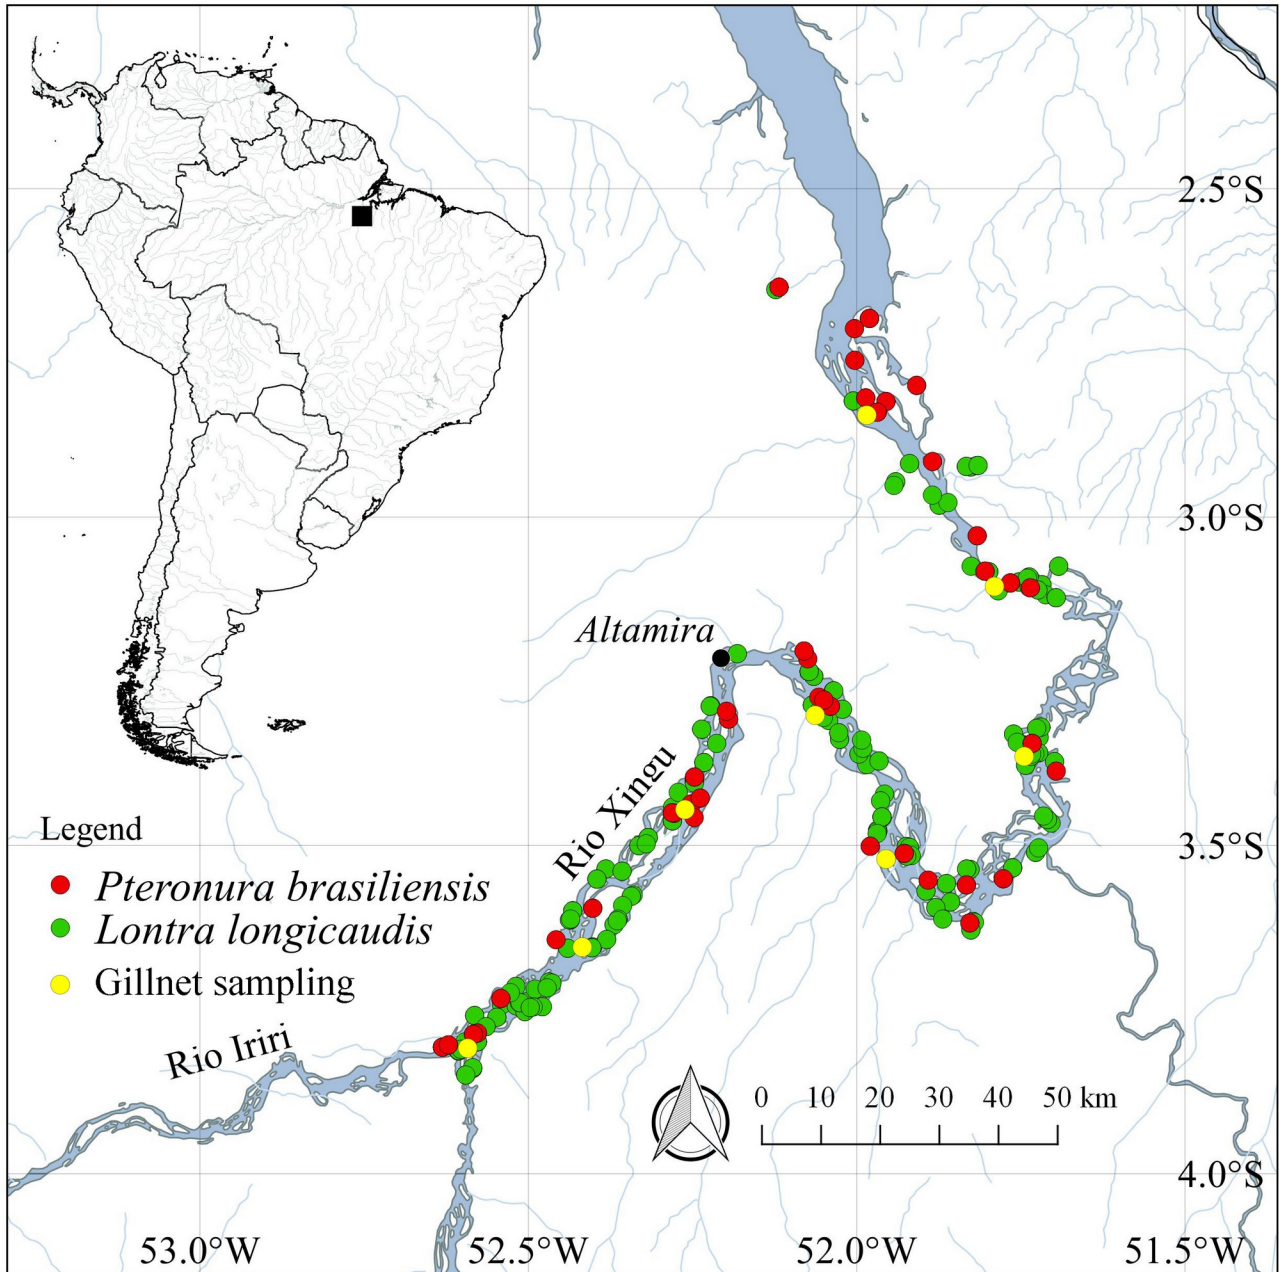 2.5°S
3.0°S
Altamira
Rio Xingu
3.5°S
Legend
Pteronura brasiliensis
Lontra longicaudis
Gillnet sampling
Rio Iriri
0 10 20 30 40 50 km
4.0°S
53.0°W 52.5°W 52.0°W 51.5°W